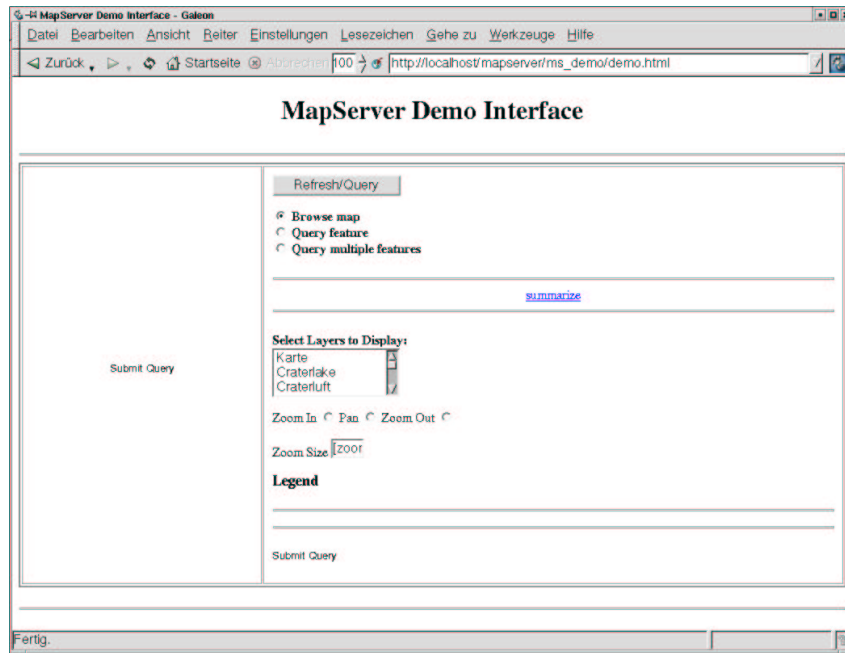 MapServer Demo Interface - Galeon
Datei Bearbeiten Ansicht Reiter Einstellungen Lesezeichen Gehe zu Werkzeuge Hilfe
Zurück Startseite Abbrechen 100 http://localhost/mapserver/ms_demo/demo.html
MapServer Demo Interface
Refresh/Query
Browse map
Query feature
Query multiple features
summarize
Select Layers to Display:
Karte
Craterlake
Craterluft
Submit Query
Zoom In Pan Zoom Out
Zoom Size [zoor
Legend
Submit Query
Fertig.